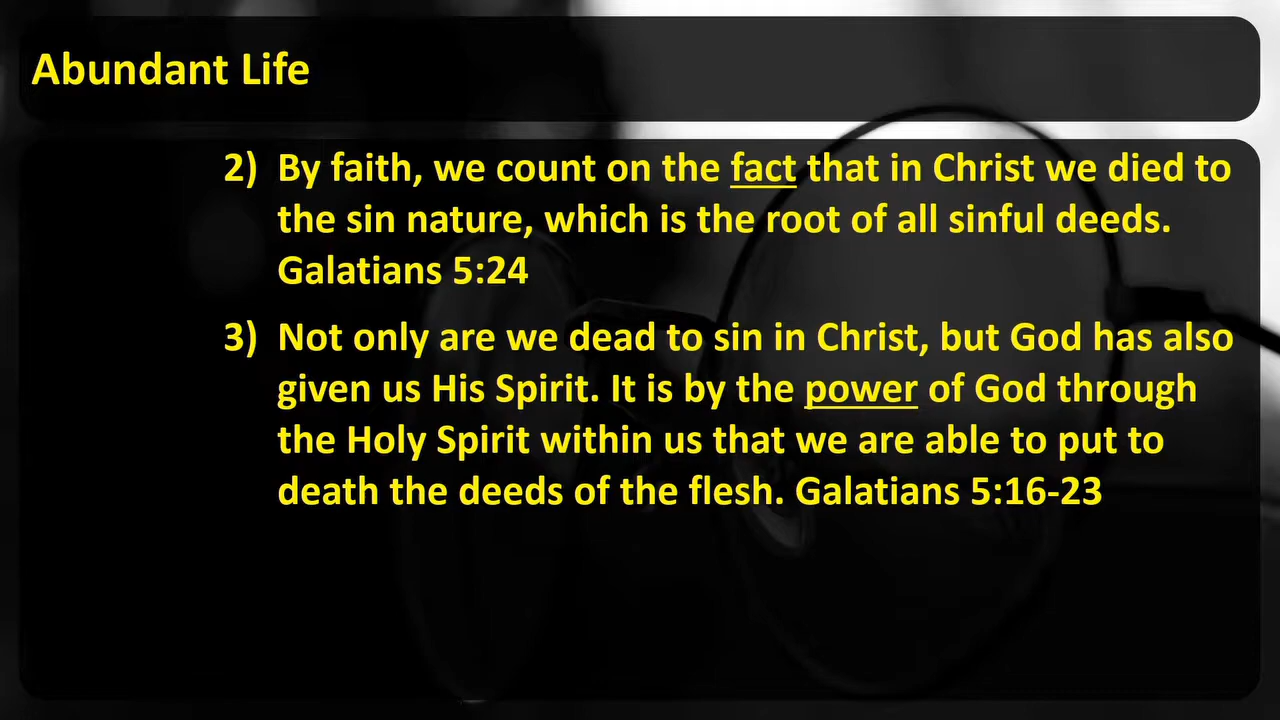 Abundant Life
2) By faith, we count on the fact that in Christ we died to
the sin nature, which is the root of all sinful deeds.
Galatians 5:24
3) Not only are we dead to sin in Christ, but God has also
given us His Spirit. It is by the power of God through
the Holy Spirit within us that we are able to put to
death the deeds of the flesh. Galatians 5:16-23